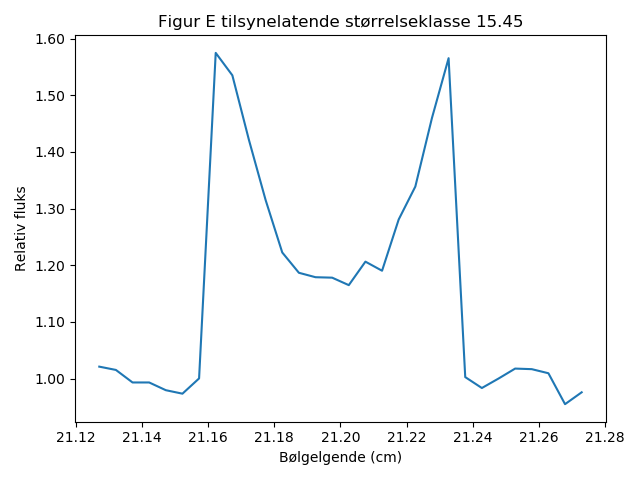 Figur E tilsynelatende størrelseklasse 15.45
1.60
1.50
1.40
1.30
1.20
1.10
1.00
Relativ fluks
21.12 21.14 21.16 21.18 21.20 21.22 21.24 21.26 21.28
Bølgelgende (cm)